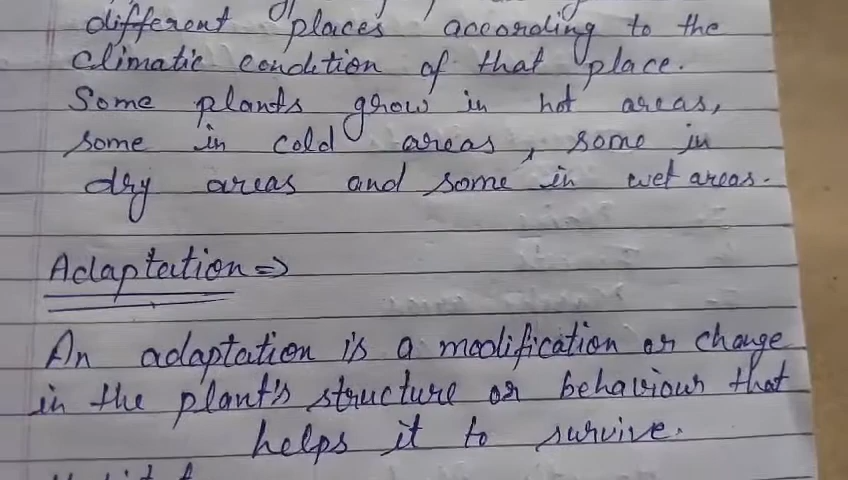 different places according to the
climatic condition of that place.
Some plants grow in hot areas,
some in cold areas, some in
dry areas and some in wet areas.
Adaptation ⇒
An adaptation is a modification or change
in the plant's structure or behaviour that
helps it to survive.